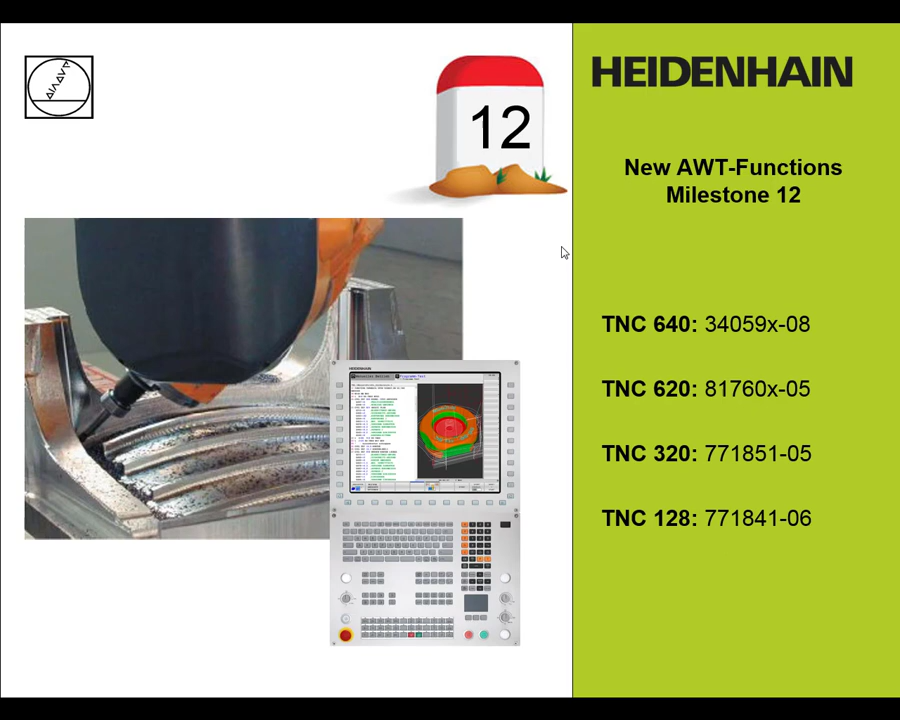 12
HEIDENHAIN
New AWT-Functions
Milestone 12
TNC 640: 34059x-08
TNC 620: 81760x-05
TNC 320: 771851-05
TNC 128: 771841-06
HEIDENHAIN